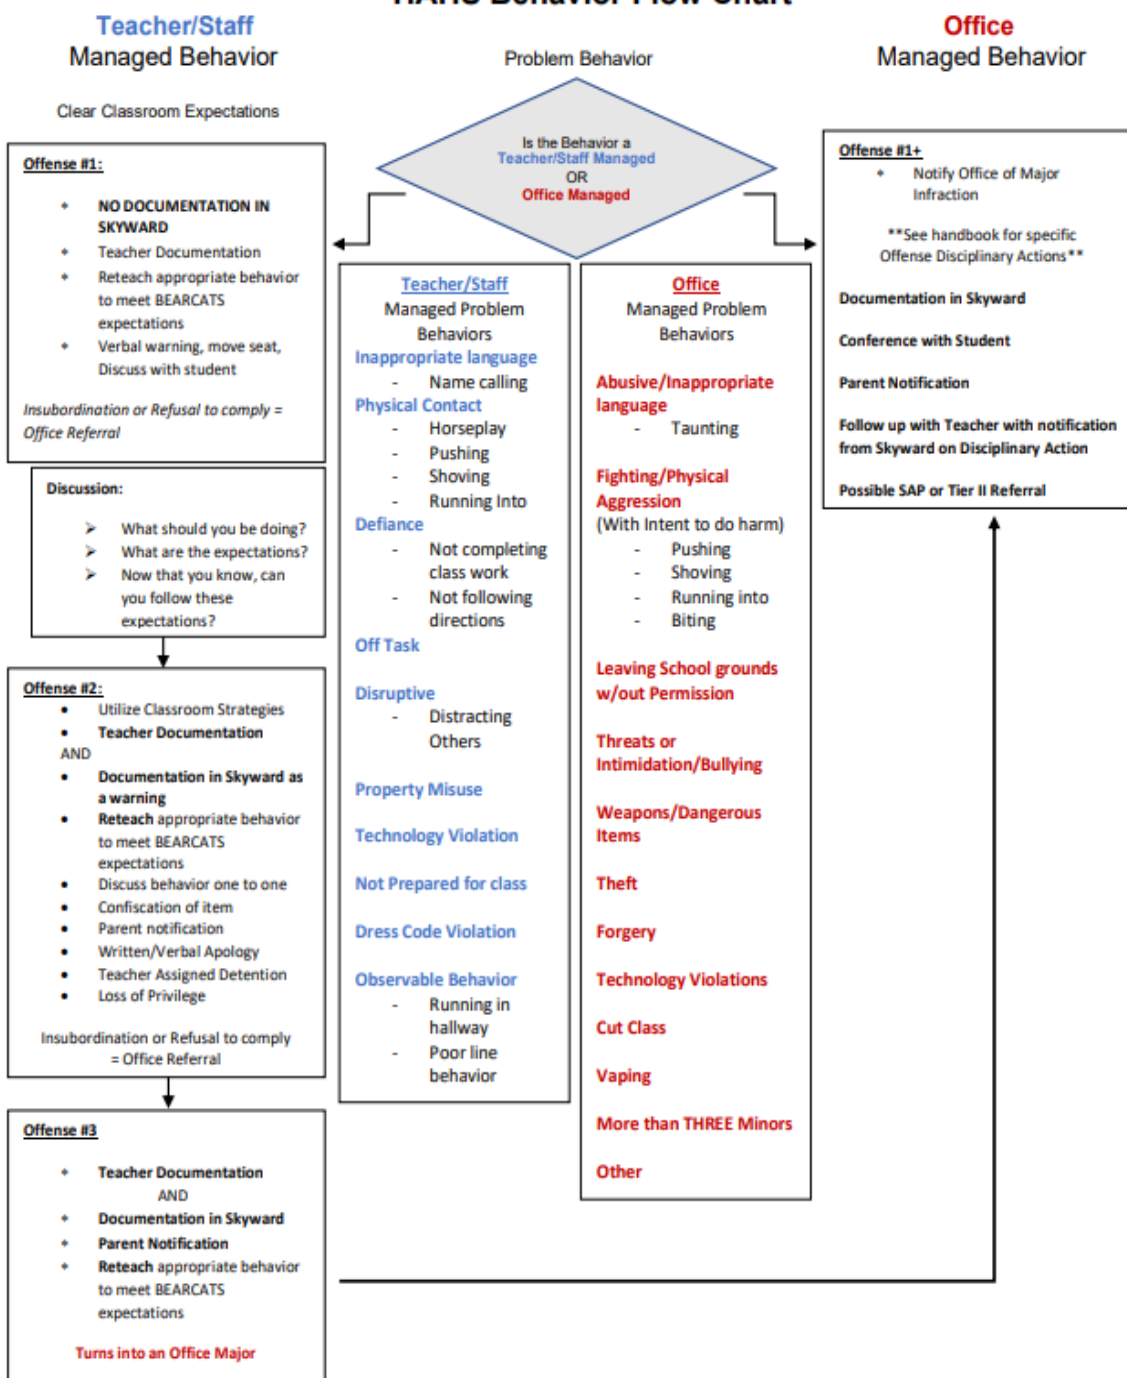 HAHS Behavior Flow Chart
Teacher/Staff
Managed Behavior
Clear Classroom Expectations
Problem Behavior
Office
Managed Behavior
Is the Behavior a
Teacher/Staff Managed
OR
Office Managed
Offense #1:
* NO DOCUMENTATION IN
SKYWARD
* Teacher Documentation
* Reteach appropriate behavior
to meet BEARCATS
expectations
* Verbal warning, move seat,
Discuss with student
Insubordination or Refusal to comply =
Office Referral
Discussion:
➢ What should you be doing?
➢ What are the expectations?
➢ Now that you know, can
you follow these
expectations?
Offense #2:
• Utilize Classroom Strategies
• Teacher Documentation
AND
• Documentation in Skyward as
a warning
• Reteach appropriate behavior
to meet BEARCATS
expectations
• Discuss behavior one to one
• Confiscation of item
• Parent notification
• Written/Verbal Apology
• Teacher Assigned Detention
• Loss of Privilege
Insubordination or Refusal to comply
= Office Referral
Offense #3
* Teacher Documentation
AND
* Documentation in Skyward
* Parent Notification
* Reteach appropriate behavior
to meet BEARCATS
expectations
Turns into an Office Major
Teacher/Staff
Managed Problem
Behaviors
Inappropriate language
- Name calling
Physical Contact
- Horseplay
- Pushing
- Shoving
- Running Into
Defiance
- Not completing
class work
- Not following
directions
Off Task
Disruptive
- Distracting
Others
Property Misuse
Technology Violation
Not Prepared for class
Dress Code Violation
Observable Behavior
- Running in
hallway
- Poor line
behavior
Office
Managed Problem
Behaviors
Abusive/Inappropriate
language
- Taunting
Fighting/Physical
Aggression
(With Intent to do harm)
- Pushing
- Shoving
- Running into
- Biting
Leaving School grounds
w/out Permission
Threats or
Intimidation/Bullying
Weapons/Dangerous
Items
Theft
Forgery
Technology Violations
Cut Class
Vaping
More than THREE Minors
Other
Offense #1+
* Notify Office of Major
Infraction
**See handbook for specific
Offense Disciplinary Actions**
Documentation in Skyward
Conference with Student
Parent Notification
Follow up with Teacher with notification
from Skyward on Disciplinary Action
Possible SAP or Tier II Referral